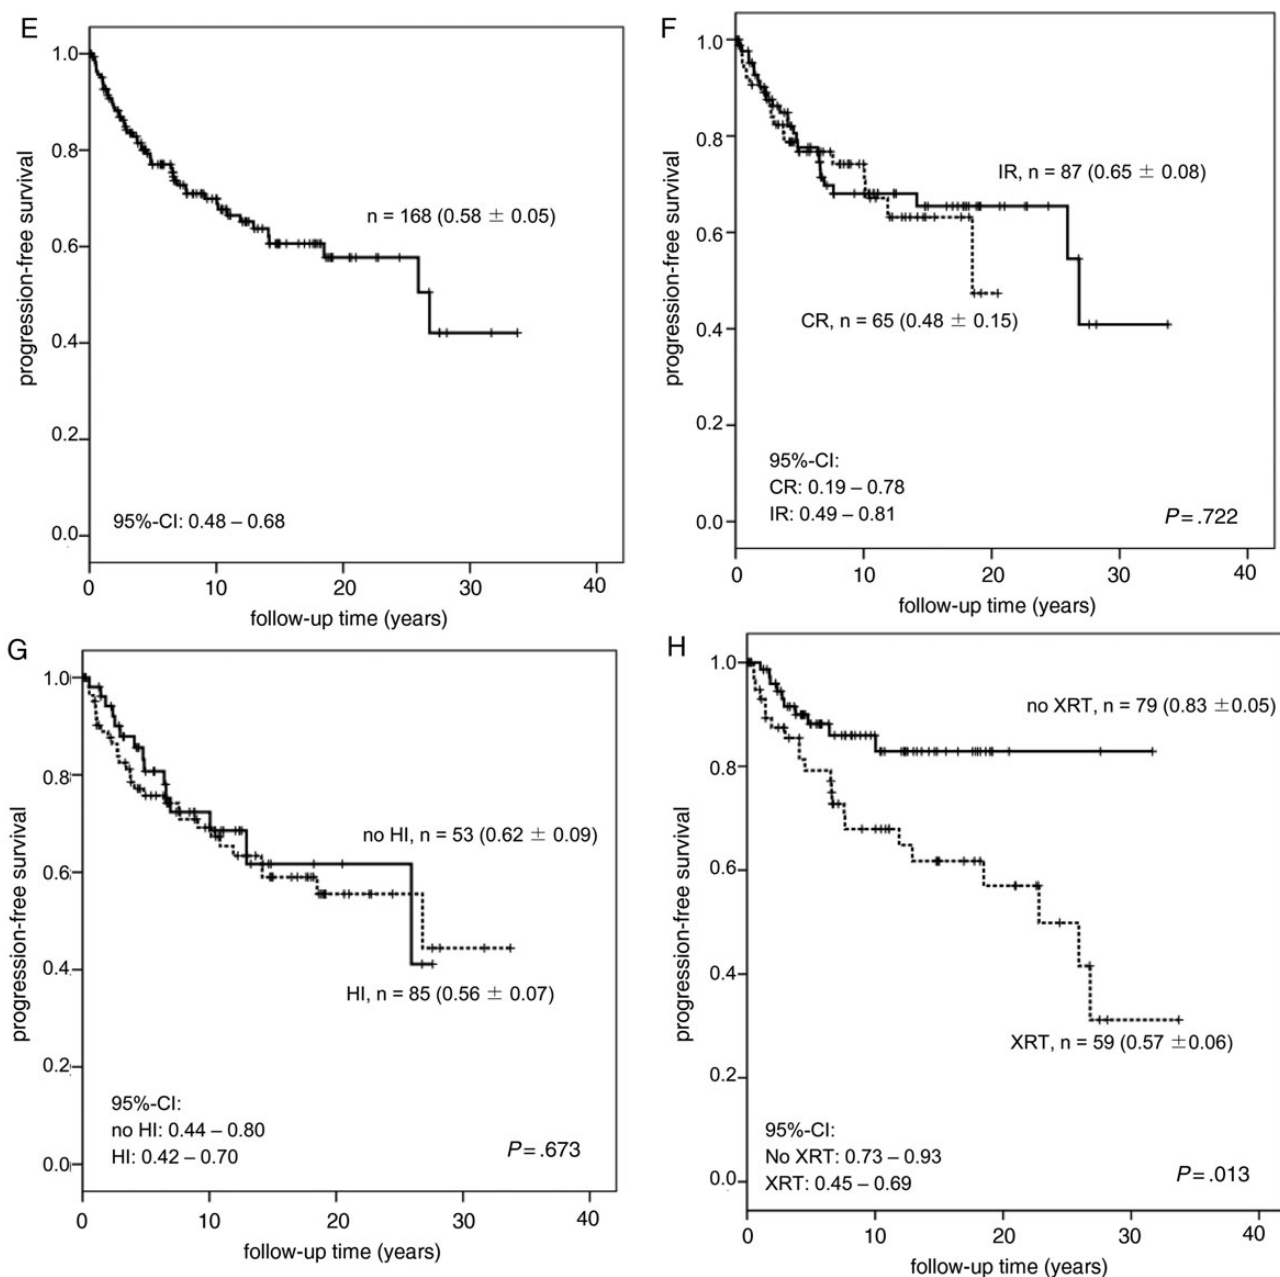 E
1.0
0.8
0.6
0.4
0.2
0.0
progression-free survival
n = 168 (0.58 ± 0.05)
95%-CI: 0.48 – 0.68
0 10 20 30 40
follow-up time (years)
F
1.0
0.8
0.6
0.4
0.2
0.0
progression-free survival
IR, n = 87 (0.65 ± 0.08)
CR, n = 65 (0.48 ± 0.15)
95%-CI:
CR: 0.19 – 0.78
IR: 0.49 – 0.81
P=.722
0 10 20 30 40
follow-up time (years)
G
1.0
0.8
0.6
0.4
0.2
0.0
progression-free survival
no HI, n = 53 (0.62 ± 0.09)
HI, n = 85 (0.56 ± 0.07)
95%-CI:
no HI: 0.44 – 0.80
HI: 0.42 – 0.70
P=.673
0 10 20 30 40
follow-up time (years)
H
1.0
0.8
0.6
0.4
0.2
0.0
progression-free survival
no XRT, n = 79 (0.83 ±0.05)
XRT, n = 59 (0.57 ±0.06)
95%-CI:
No XRT: 0.73 – 0.93
XRT: 0.45 – 0.69
P=.013
0 10 20 30 40
follow-up time (years)